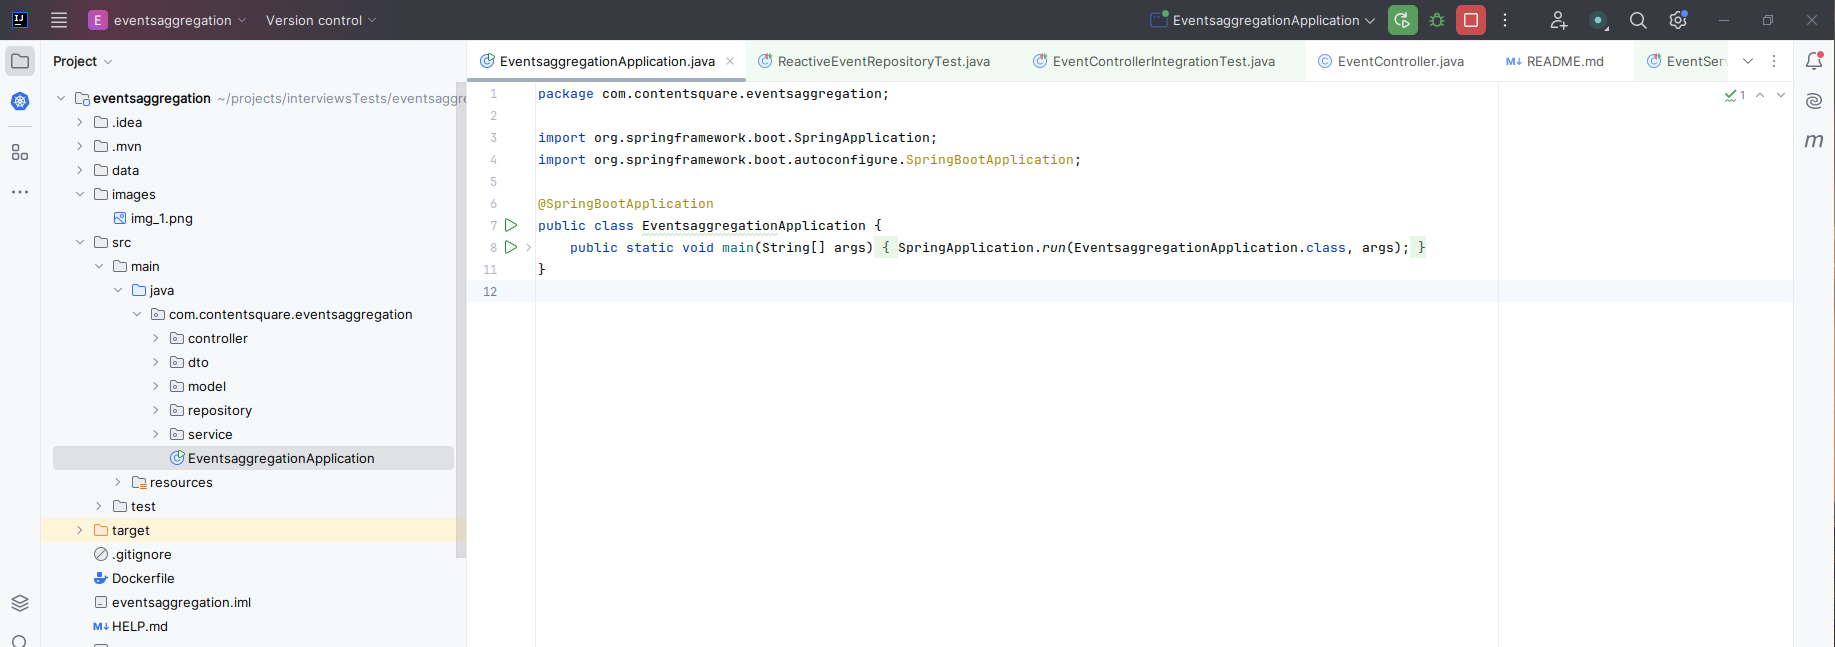 E eventsaggregation Version control EventsaggregationApplication
Project
EventsaggregationApplication.java ReactiveEventRepositoryTest.java EventControllerIntegrationTest.java EventController.java M↓ README.md EventSer
eventsaggregation ~/projects/interviewsTests/eventsaggre
.idea
.mvn
data
images
img_1.png
src
main
java
com.contentsquare.eventsaggregation
controller
dto
model
repository
service
EventsaggregationApplication
resources
test
target
.gitignore
Dockerfile
eventsaggregation.iml
M↓ HELP.md
1 package com.contentsquare.eventsaggregation;
2
3 import org.springframework.boot.SpringApplication;
4 import org.springframework.boot.autoconfigure.SpringBootApplication;
5
6 @SpringBootApplication
7 public class EventsaggregationApplication {
8 public static void main(String[] args) { SpringApplication.run(EventsaggregationApplication.class, args); }
11 }
12
1
m